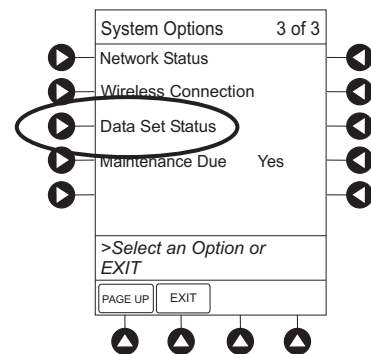 System Options 3 of 3
Network Status
Wireless Connection
Data Set Status
Maintenance Due Yes
>Select an Option or
EXIT
PAGE UP EXIT